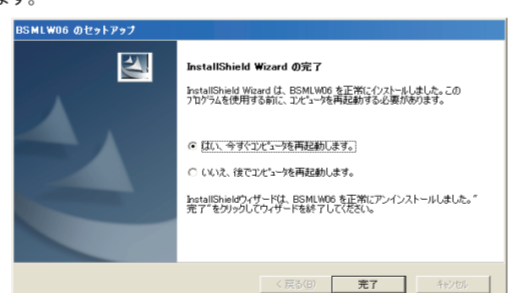 ます。
BSMLW06 のセットアップ
InstallShield Wizard の完了
InstallShield Wizard は、BSMLW06 を正常にインストールしました。この
プログラムを使用する前に、コンピュータを再起動する必要があります。
はい、今すぐコンピュータを再起動します。
いいえ、後でコンピュータを再起動します。
InstallShieldウィザードは、BSMLW06 を正常にアンインストールしました。"
完了"をクリックしてウィザードを終了してください。
< 戻る(B)
完了
キャンセル